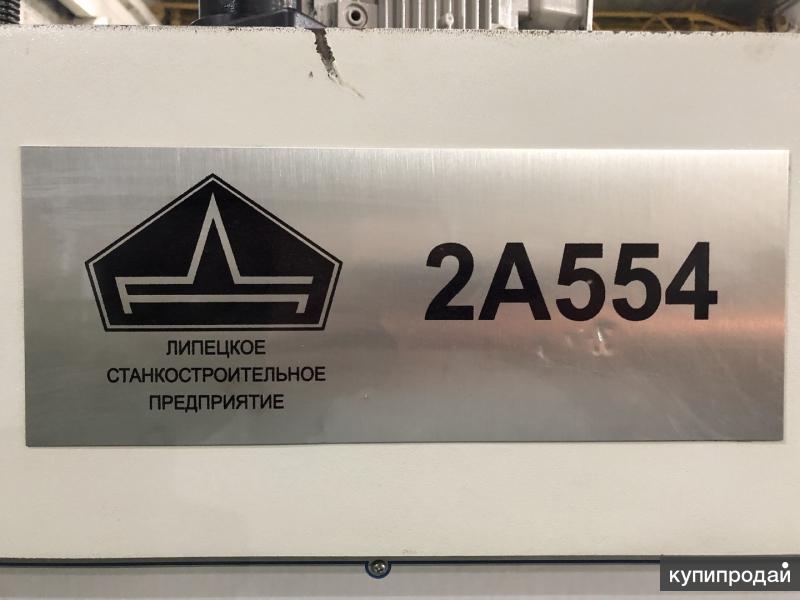 2А554
ЛИПЕЦКОЕ
СТАНКОСТРОИТЕЛЬНОЕ
ПРЕДПРИЯТИЕ
купипродай